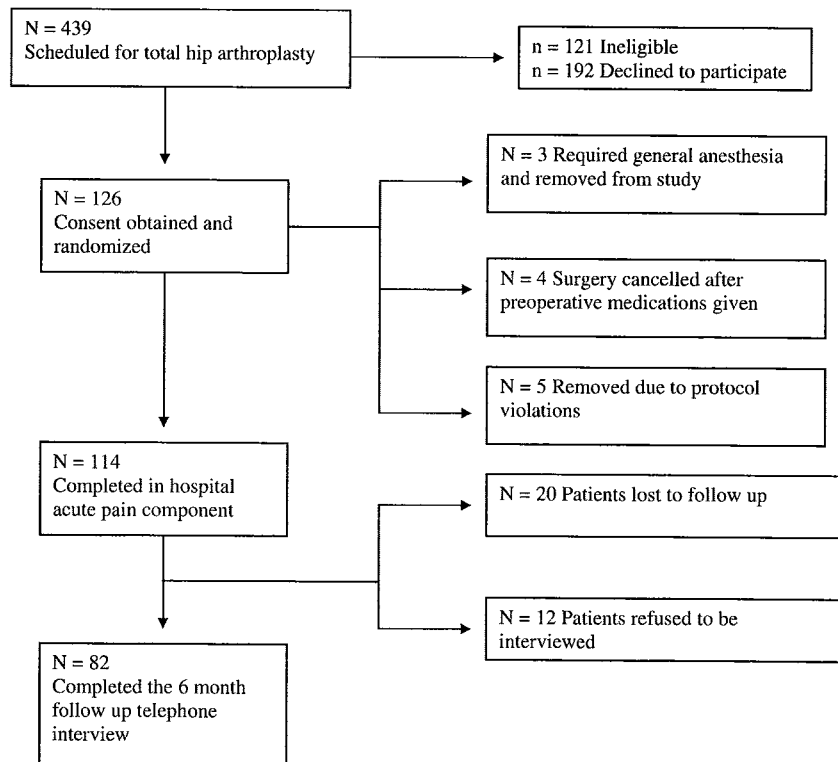 N = 439
Scheduled for total hip arthroplasty
n = 121 Ineligible
n = 192 Declined to participate
N = 126
Consent obtained and
randomized
N = 3 Required general anesthesia
and removed from study
N = 4 Surgery cancelled after
preoperative medications given
N = 5 Removed due to protocol
violations
N = 114
Completed in hospital
acute pain component
N = 20 Patients lost to follow up
N = 12 Patients refused to be
interviewed
N = 82
Completed the 6 month
follow up telephone
interview